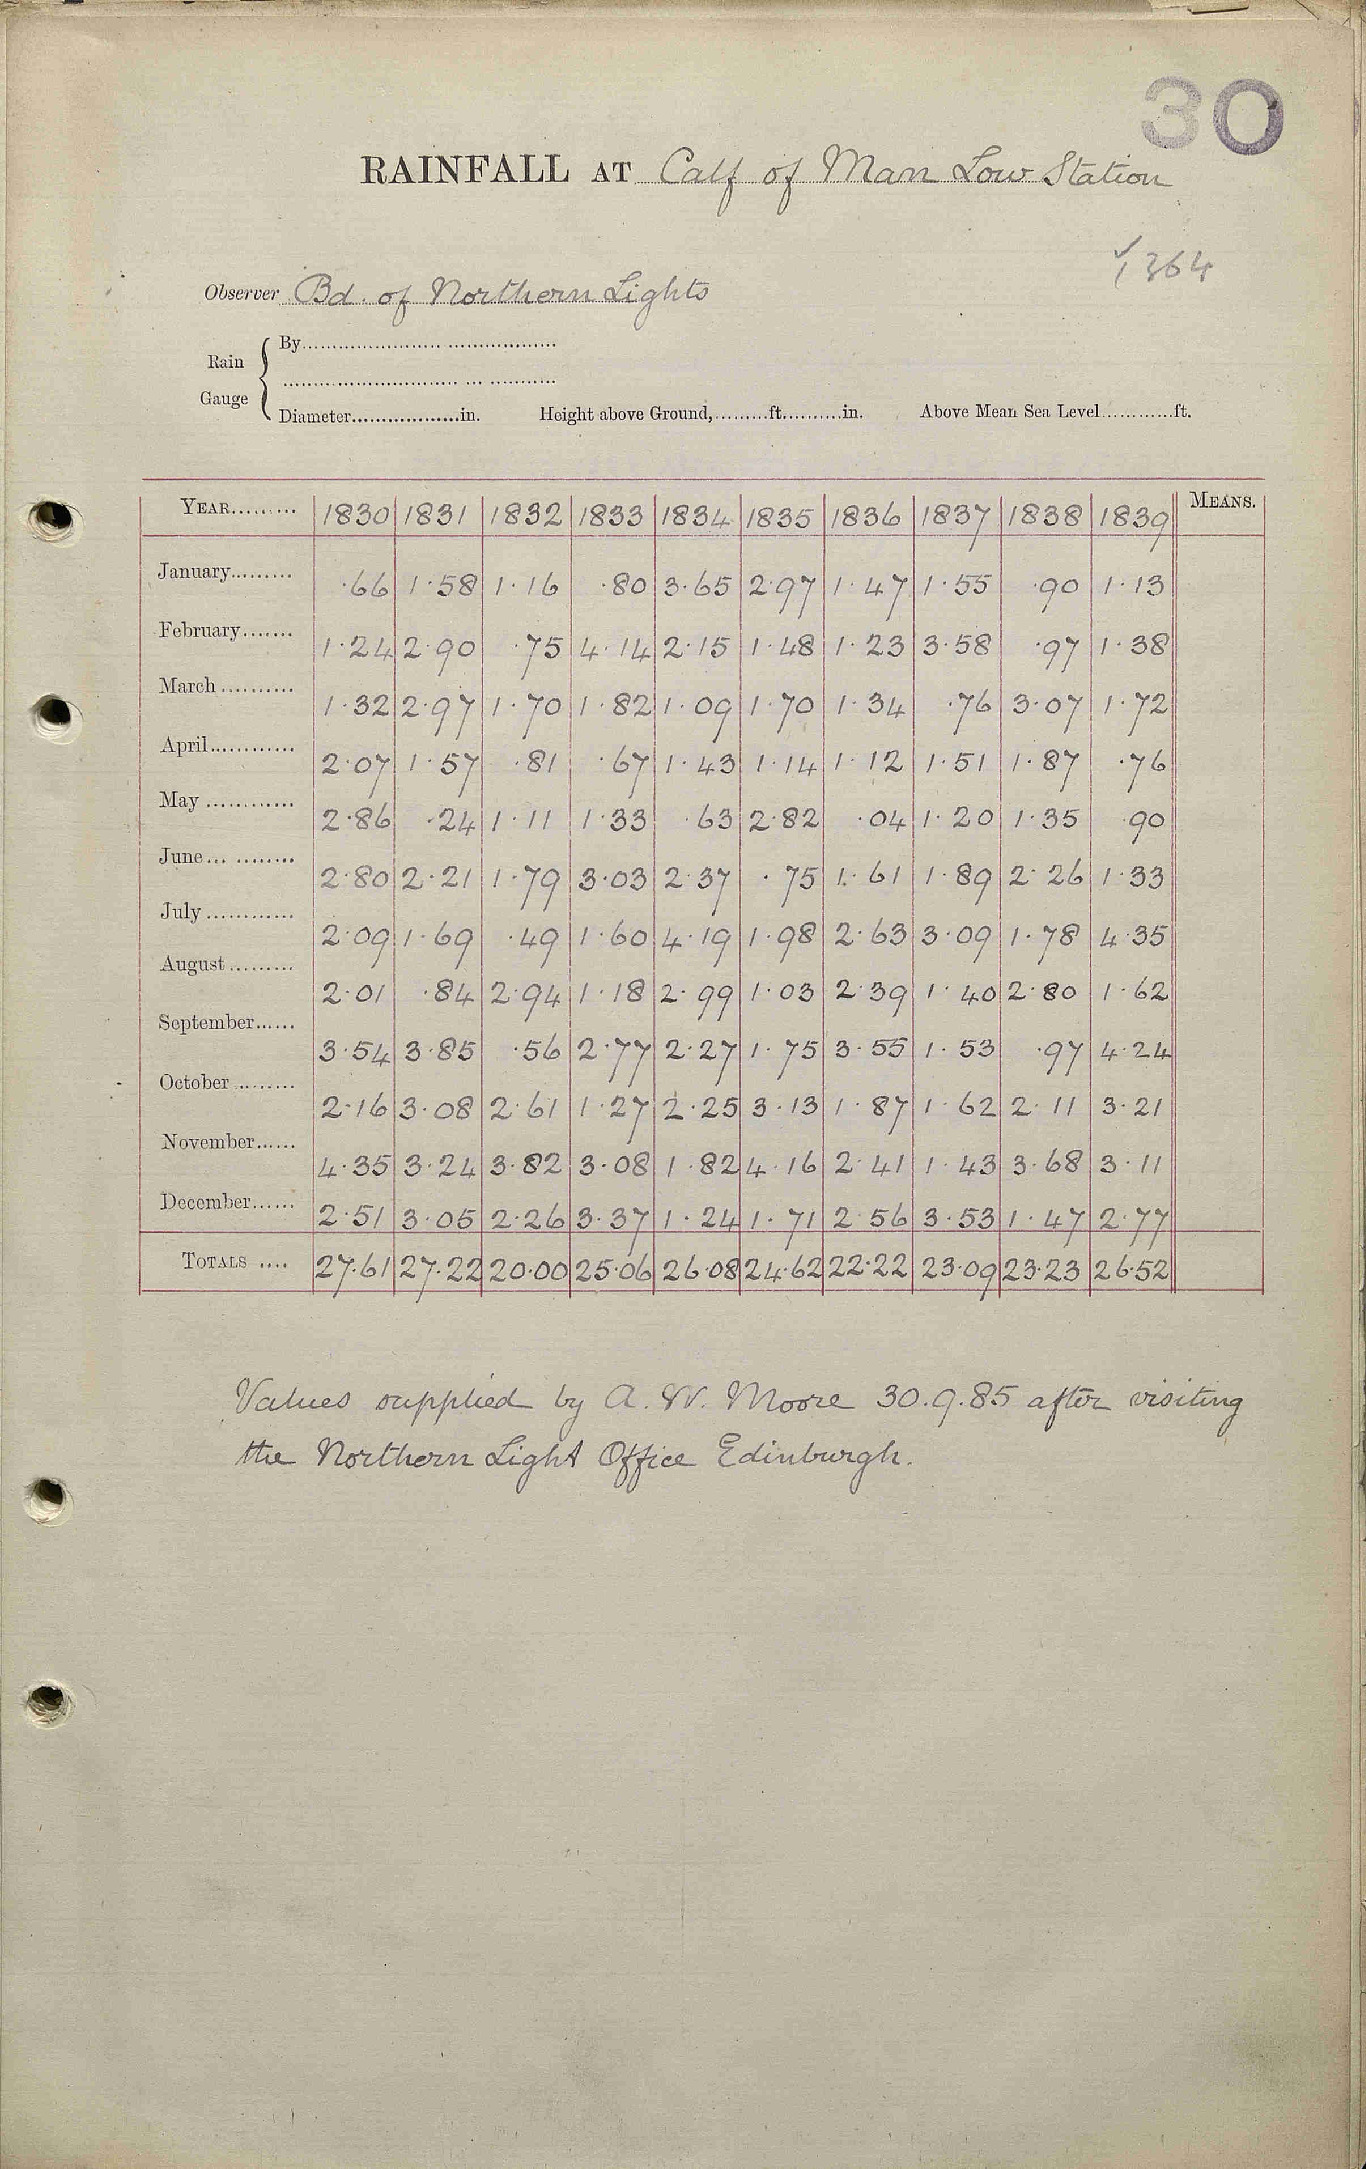 30
RAINFALL AT Calf of Man Low Station
√1364
Observer Bd. of Northern Lights
Rain Gauge { By
Diameter in. Height above Ground, ft. in. Above Mean Sea Level ft.
YEAR 1830 1831 1832 1833 1834 1835 1836 1837 1838 1839 MEANS.
January ·66 1·58 1·16 ·80 3·65 2·97 1·47 1·55 ·90 1·13
February 1·24 2·90 ·75 4·14 2·15 1·48 1·23 3·58 ·97 1·38
March 1·32 2·97 1·70 1·82 1·09 1·70 1·34 ·76 3·07 1·72
April 2·07 1·57 ·81 ·67 1·43 1·14 1·12 1·51 1·87 ·76
May 2·86 ·24 1·11 1·33 ·63 2·82 ·04 1·20 1·35 ·90
June 2·80 2·21 1·79 3·03 2·37 ·75 1·61 1·89 2·26 1·33
July 2·09 1·69 ·49 1·60 4·19 1·98 2·63 3·09 1·78 4·35
August 2·01 ·84 2·94 1·18 2·99 1·03 2·39 1·40 2·80 1·62
September 3·54 3·85 ·56 2·77 2·27 1·75 3·55 1·53 ·97 4·24
October 2·16 3·08 2·61 1·27 2·25 3·13 1·87 1·62 2·11 3·21
November 4·35 3·24 3·82 3·08 1·82 4·16 2·41 1·43 3·68 3·11
December 2·51 3·05 2·26 3·37 1·24 1·71 2·56 3·53 1·47 2·77
TOTALS 27·61 27·22 20·00 25·06 26·08 24·62 22·22 23·09 23·23 26·52
Values supplied by A. W. Moore 30.9.85 after visiting
the Northern Light Office Edinburgh.